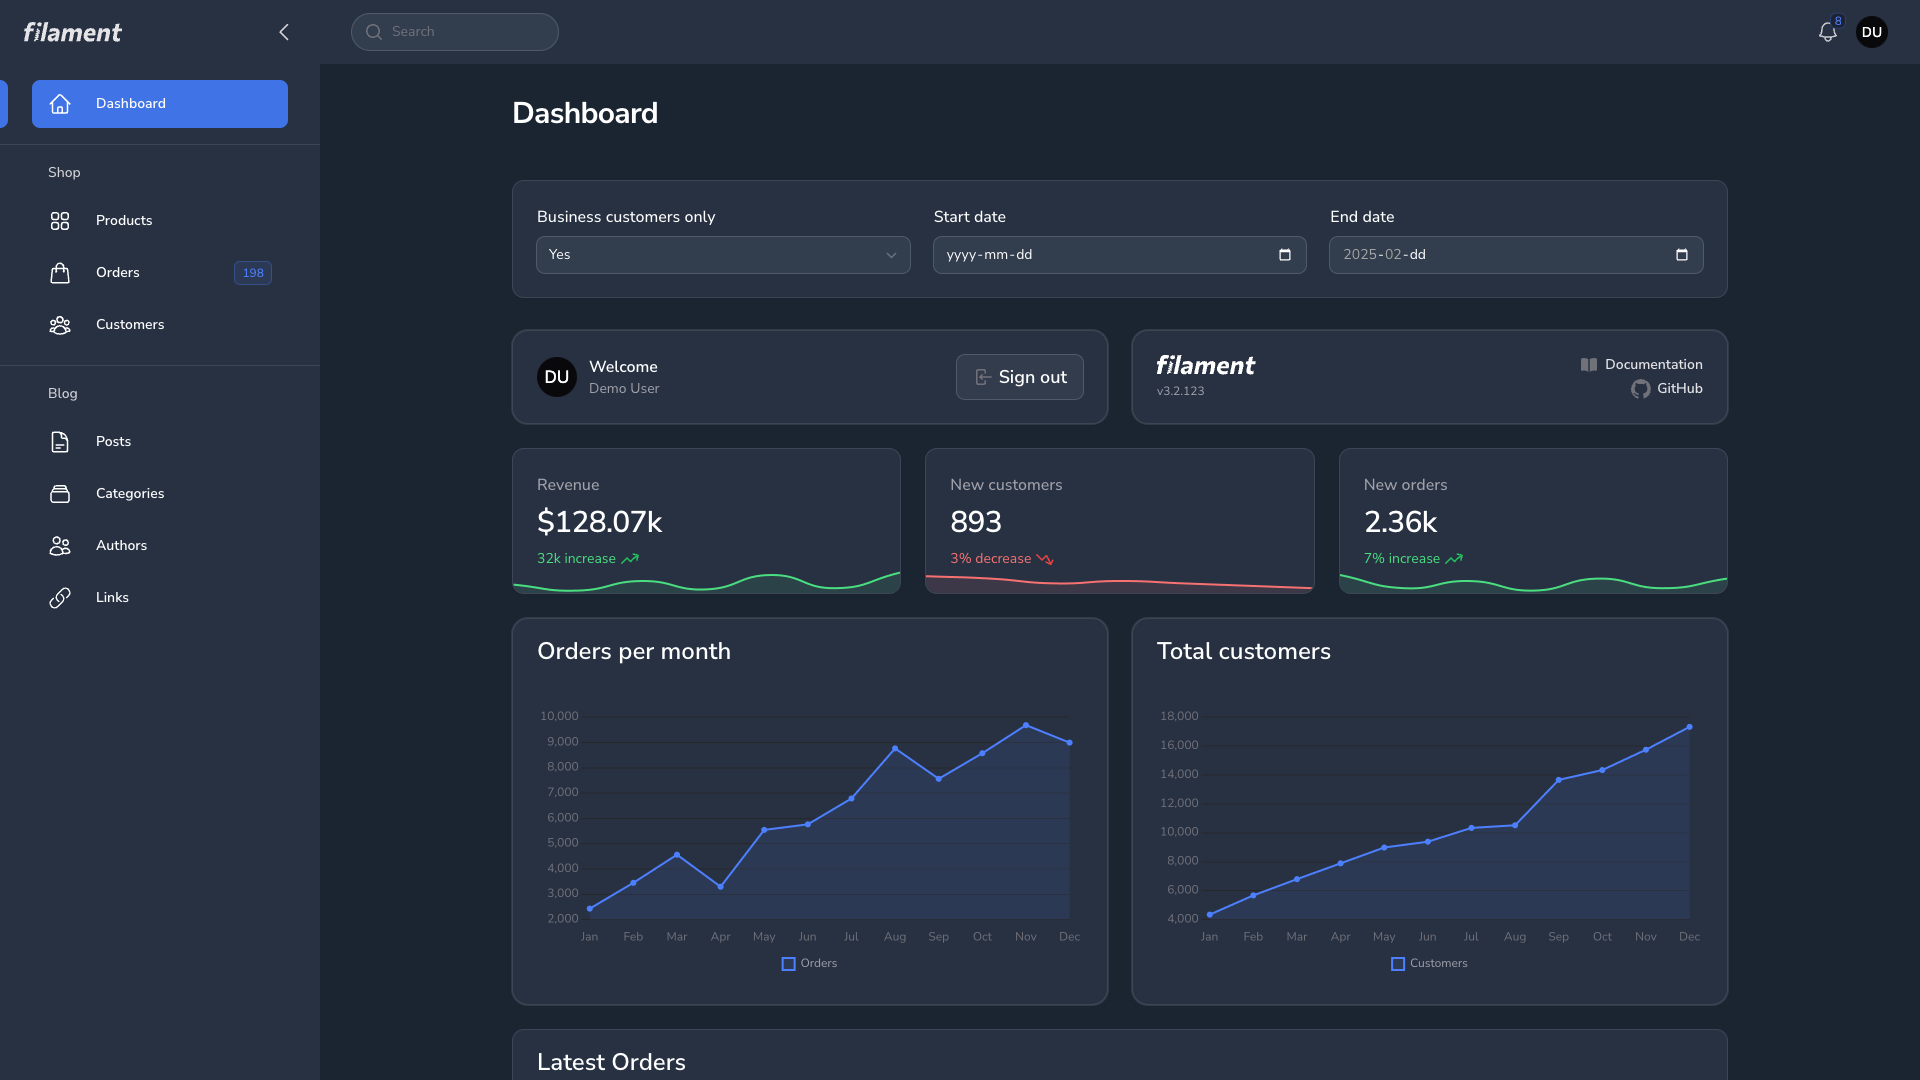 filament
Search
8
DU
Dashboard
Shop
Products
Orders 198
Customers
Blog
Posts
Categories
Authors
Links
Dashboard
Business customers only
Yes
Start date
yyyy-mm-dd
End date
2025-02-dd
DU
Welcome
Demo User
Sign out
filament
v3.2.123
Documentation
GitHub
Revenue
$128.07k
32k increase
New customers
893
3% decrease
New orders
2.36k
7% increase
Orders per month
10,000
9,000
8,000
7,000
6,000
5,000
4,000
3,000
2,000
Jan Feb Mar Apr May Jun Jul Aug Sep Oct Nov Dec
Orders
Total customers
18,000
16,000
14,000
12,000
10,000
8,000
6,000
4,000
Jan Feb Mar Apr May Jun Jul Aug Sep Oct Nov Dec
Customers
Latest Orders